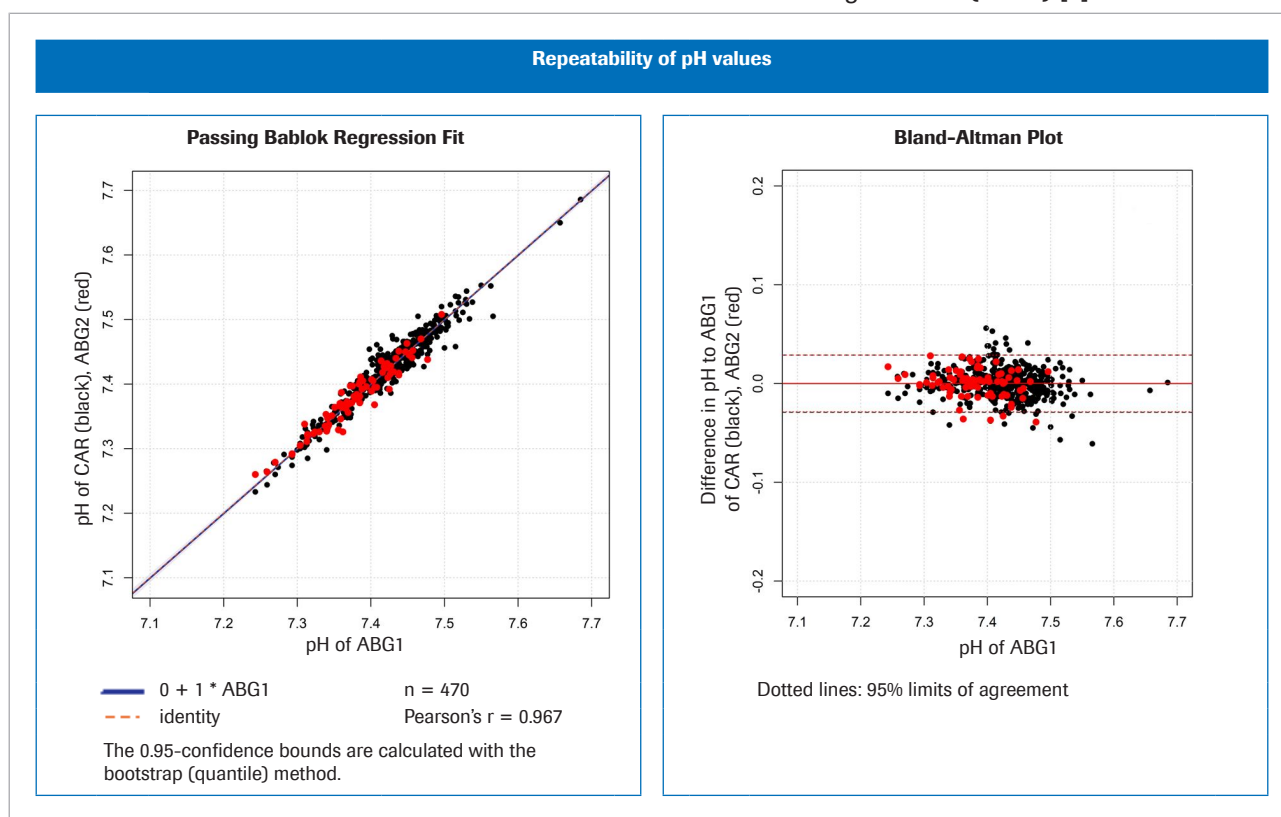 Repeatability of pH values
Passing Bablok Regression Fit
7.7
7.6
7.5
7.4
7.3
7.2
7.1
pH of CAR (black), ABG2 (red)
7.1 7.2 7.3 7.4 7.5 7.6 7.7
pH of ABG1
0 + 1 * ABG1 n = 470
identity Pearson's r = 0.967
The 0.95-confidence bounds are calculated with the
bootstrap (quantile) method.
Bland-Altman Plot
0.2
0.1
0.0
-0.1
-0.2
Difference in pH to ABG1
of CAR (black), ABG2 (red)
7.1 7.2 7.3 7.4 7.5 7.6 7.7
pH of ABG1
Dotted lines: 95% limits of agreement